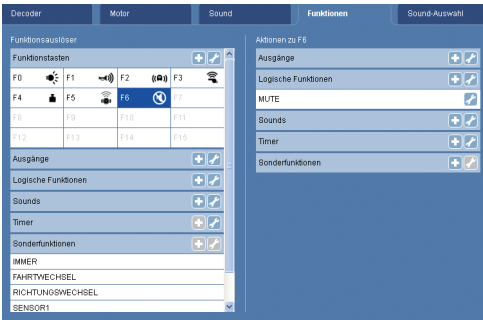 Decoder Motor Sound Funktionen Sound-Auswahl
Funktionsauslöser
Funktionstasten
F0 F1 F2 F3
F4 F5 F6 F7
F8 F9 F10 F11
F12 F13 F14 F15
Ausgänge
Logische Funktionen
Sounds
Timer
Sonderfunktionen
IMMER
FAHRTWECHSEL
RICHTUNGSWECHSEL
SENSOR1
Aktionen zu F6
Ausgänge
Logische Funktionen
MUTE
Sounds
Timer
Sonderfunktionen